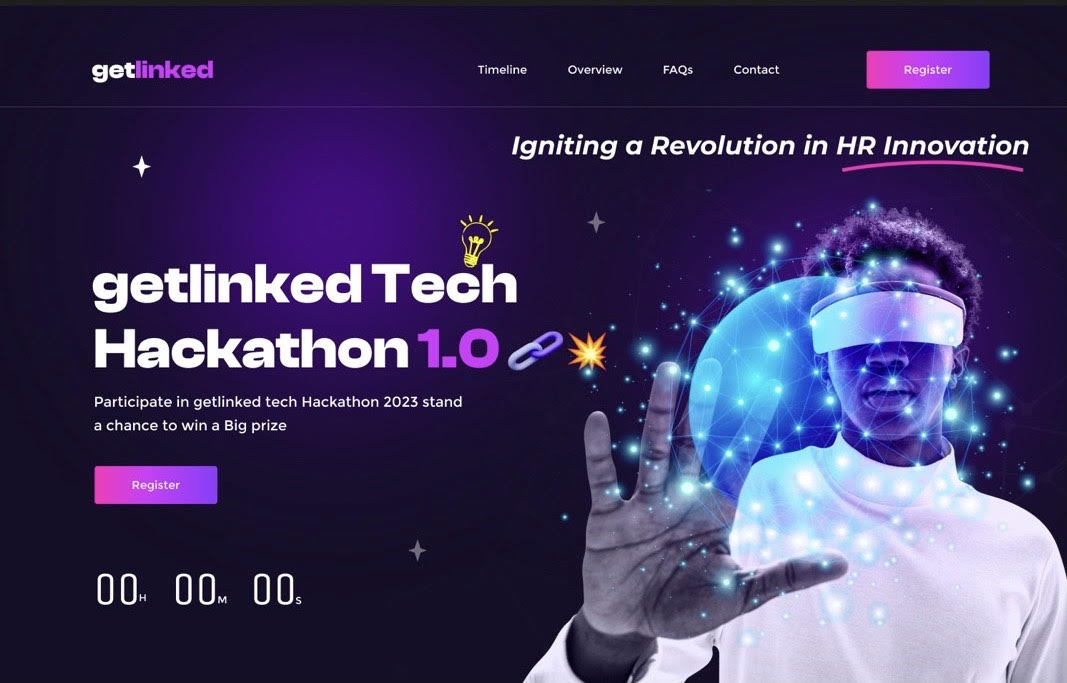 getlinked
Timeline Overview FAQs Contact Register
Igniting a Revolution in HR Innovation
getlinked Tech
Hackathon 1.0 🔗💥
Participate in getlinked tech Hackathon 2023 stand
a chance to win a Big prize
Register
00H 00M 00S